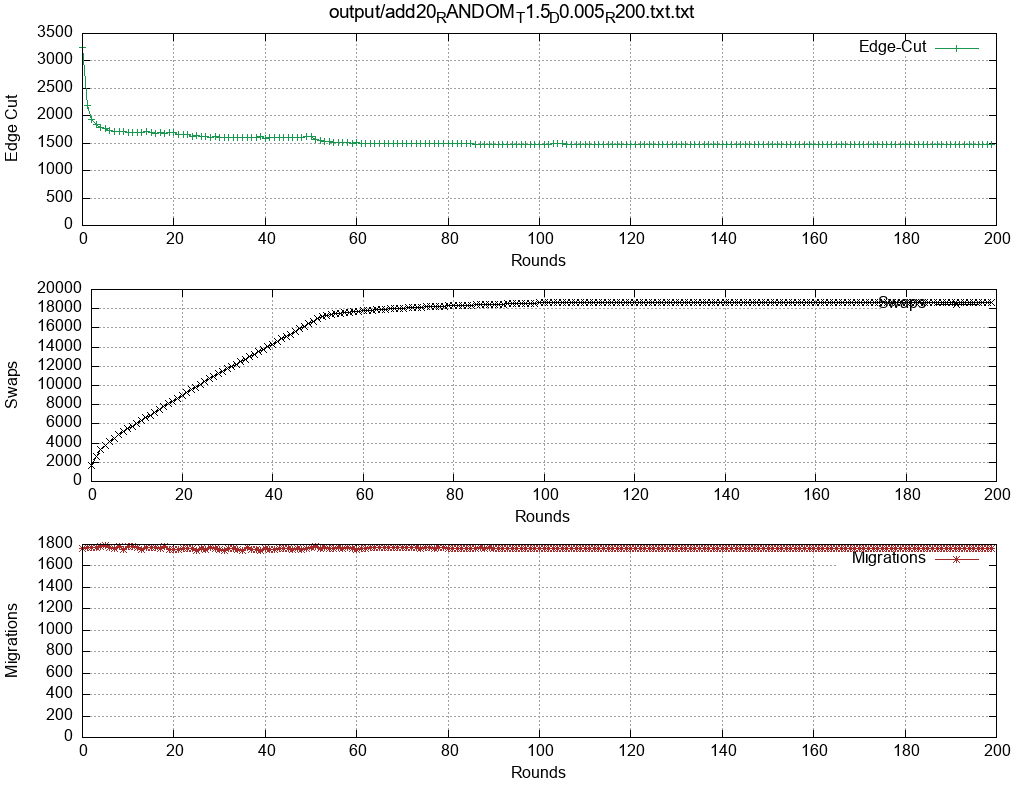 output/add20RANDOMT1.5D0.005R200.txt.txt
3500
3000
2500
2000
1500
1000
500
0
Edge Cut
Edge-Cut
0 20 40 60 80 100 120 140 160 180 200
Rounds
20000
18000
16000
14000
12000
10000
8000
6000
4000
2000
0
Swaps
Swaps
0 20 40 60 80 100 120 140 160 180 200
Rounds
1800
1600
1400
1200
1000
800
600
400
200
0
Migrations
Migrations
0 20 40 60 80 100 120 140 160 180 200
Rounds